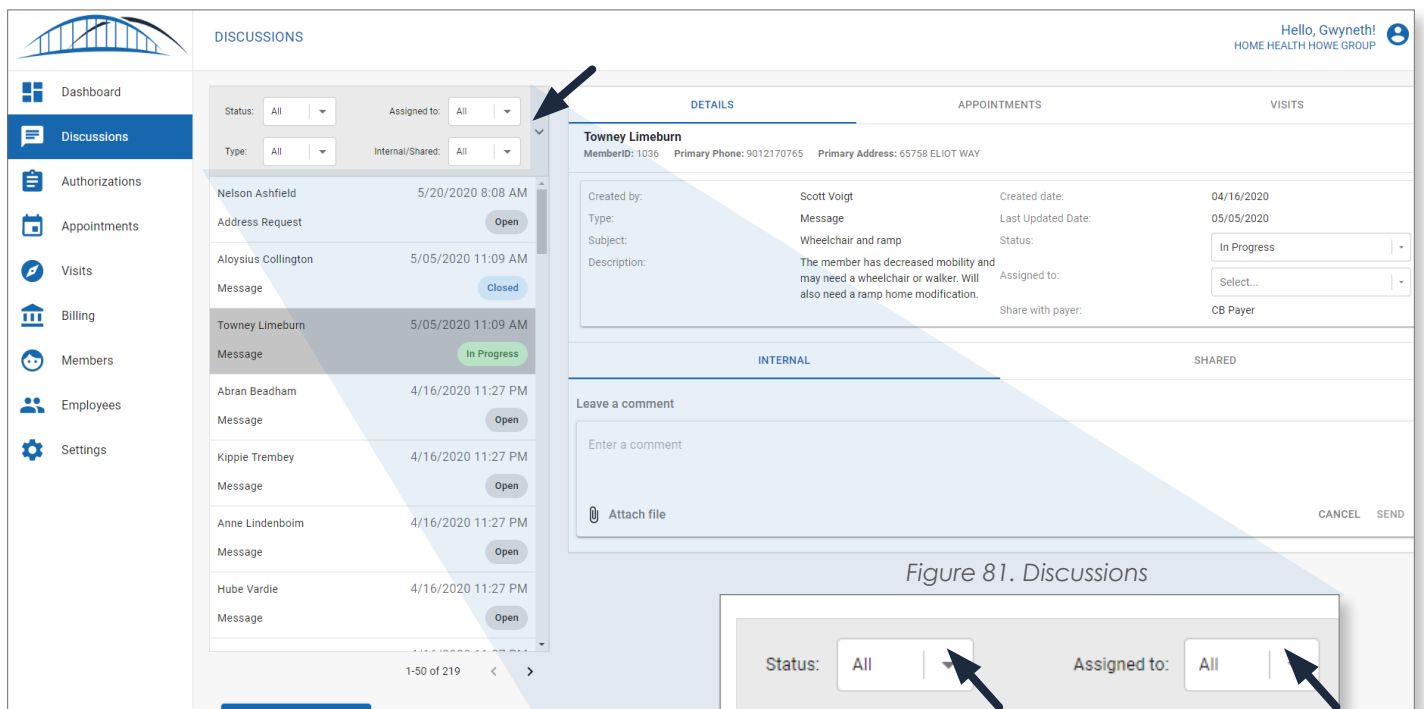 DISCUSSIONS
Hello, Gwyneth!
HOME HEALTH HOWE GROUP
Dashboard
Discussions
Authorizations
Appointments
Visits
Billing
Members
Employees
Settings
Status: All Assigned to: All
Type: All Internal/Shared: All
Nelson Ashfield 5/20/2020 8:08 AM
Address Request Open
Aloysius Collington 5/05/2020 11:09 AM
Message Closed
Towney Limeburn 5/05/2020 11:09 AM
Message In Progress
Abran Beadham 4/16/2020 11:27 PM
Message Open
Kippie Trembey 4/16/2020 11:27 PM
Message Open
Anne Lindenboim 4/16/2020 11:27 PM
Message Open
Hube Vardie 4/16/2020 11:27 PM
Message Open
1-50 of 219
DETAILS APPOINTMENTS VISITS
Towney Limeburn
MemberID: 1036 Primary Phone: 9012170765 Primary Address: 65758 ELIOT WAY
Created by: Scott Voigt Created date: 04/16/2020
Type: Message Last Updated Date: 05/05/2020
Subject: Wheelchair and ramp Status: In Progress
Description: The member has decreased mobility and
may need a wheelchair or walker. Will Assigned to: Select...
also need a ramp home modification.
Share with payer: CB Payer
INTERNAL SHARED
Leave a comment
Enter a comment
Attach file CANCEL SEND
Figure 81. Discussions
Status: All Assigned to: All